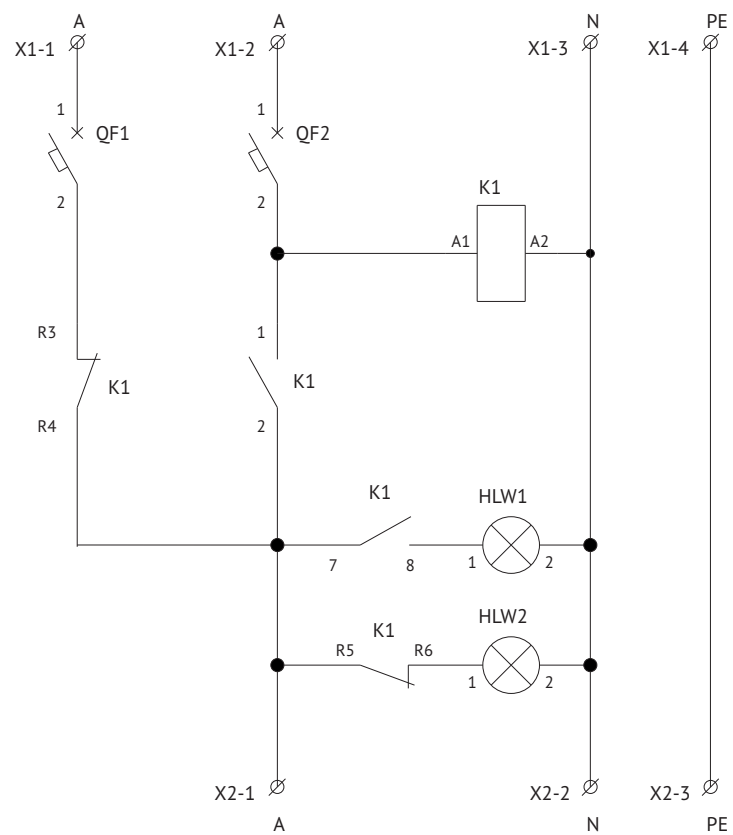 A A N PE
X1-1 X1-2 X1-3 X1-4
1 1
QF1 QF2
2 2
K1
A1 A2
R3 1
K1 K1
R4 2
K1 HLW1
7 8 1 2
HLW2
K1
R5 R6
1 2
X2-1 X2-2 X2-3
A N PE